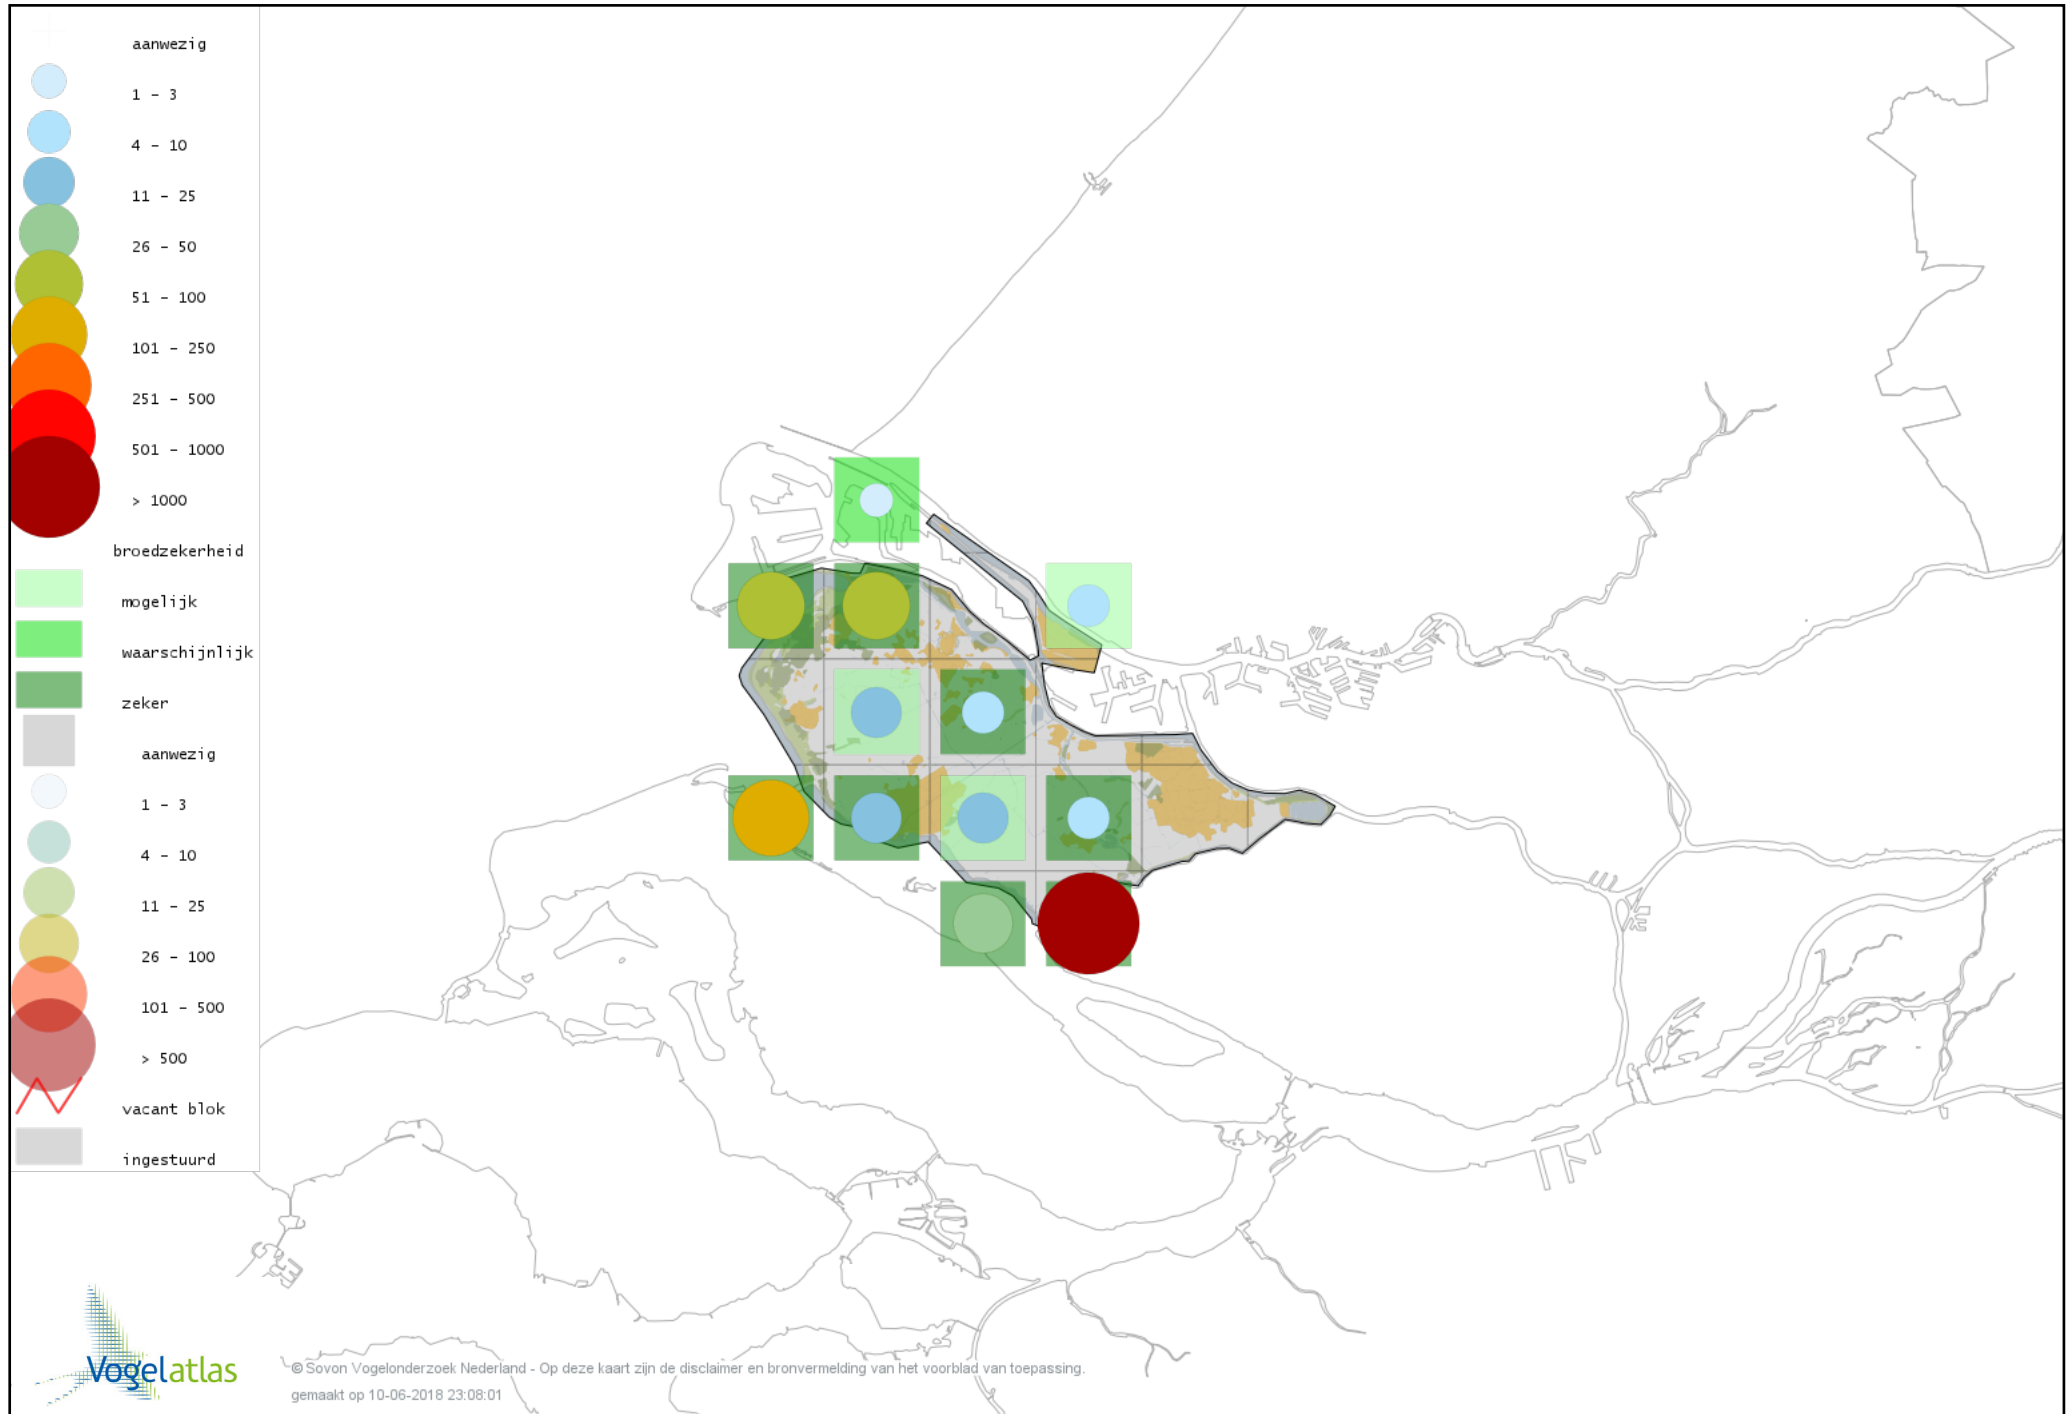 aanwezig
1 - 3
4 - 10
11 - 25
26 - 50
51 - 100
101 - 250
251 - 500
501 - 1000
> 1000
broedzekerheid
mogelijk
waarschijnlijk
zeker
aanwezig
1 - 3
4 - 10
11 - 25
26 - 100
101 - 500
> 500
vacant blok
ingestuurd
Vogelatlas
© Sovon Vogelonderzoek Nederland - Op deze kaart zijn de disclaimer en bronvermelding van het voorblad van toepassing.
gemaakt op 10-06-2018 23:08:01